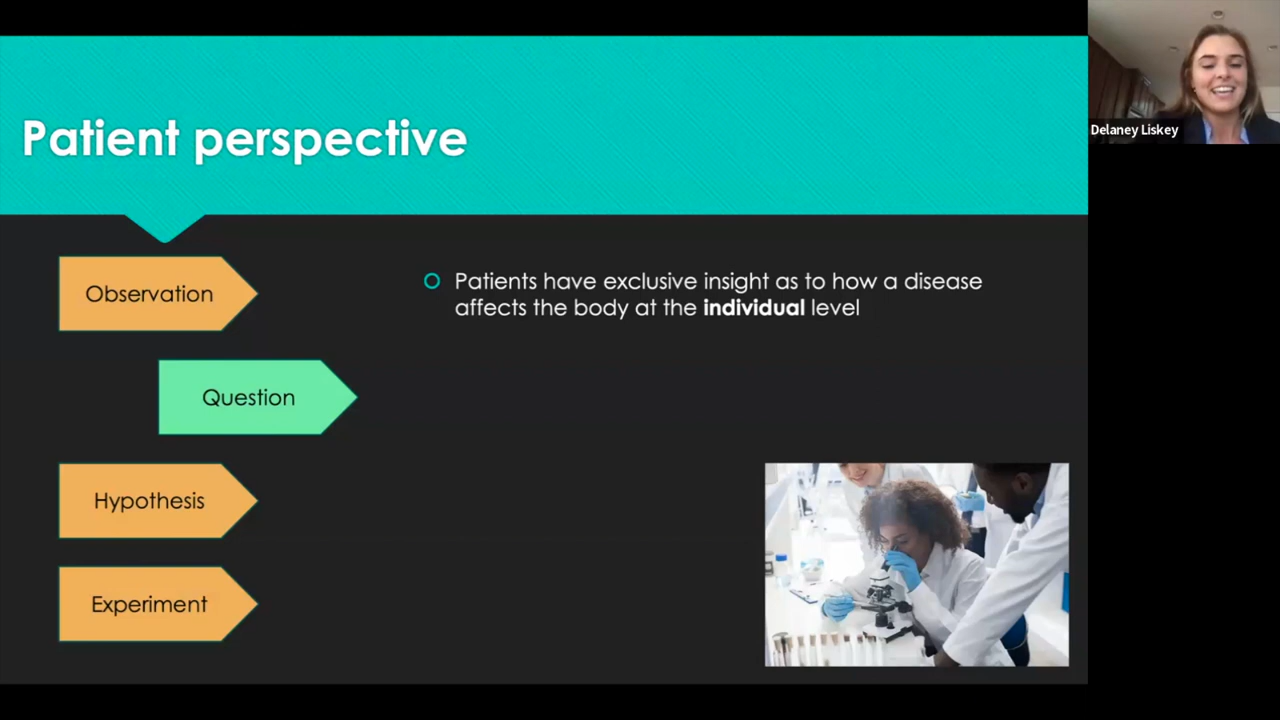 Patient perspective
Delaney Liskey
Observation
Patients have exclusive insight as to how a disease
affects the body at the individual level
Question
Hypothesis
Experiment